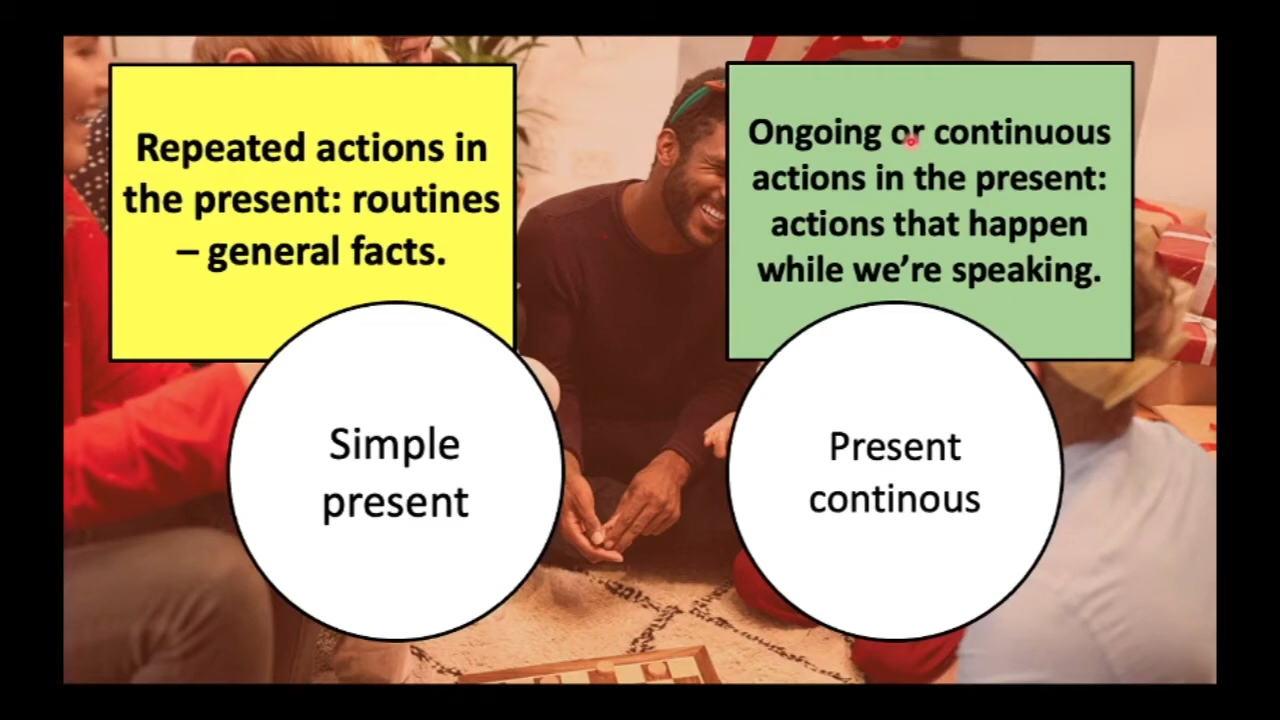 Repeated actions in
the present: routines
– general facts.
Simple
present
Ongoing or continuous
actions in the present:
actions that happen
while we're speaking.
Present
continous